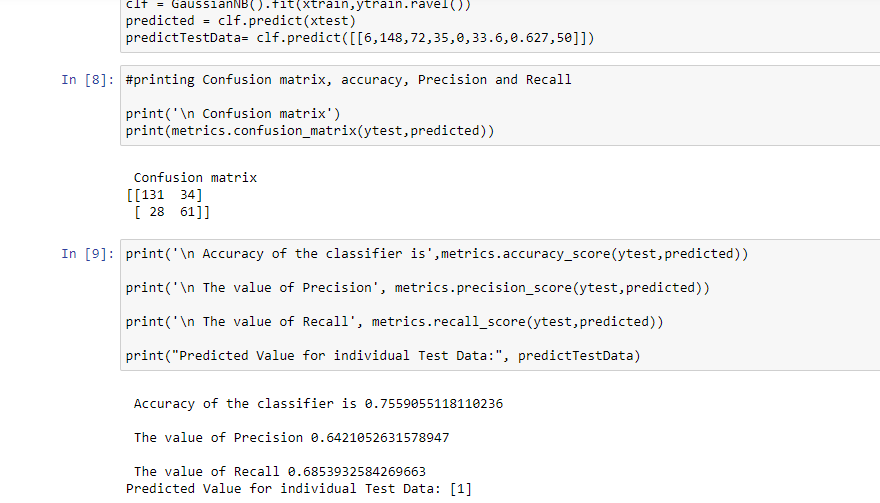 clf = GaussianNB().fit(xtrain,ytrain.ravel())
predicted = clf.predict(xtest)
predictTestData= clf.predict([[6,148,72,35,0,33.6,0.627,50]])
In [8]: #printing Confusion matrix, accuracy, Precision and Recall
print('\n Confusion matrix')
print(metrics.confusion_matrix(ytest,predicted))
Confusion matrix
[[131 34]
[ 28 61]]
In [9]: print('\n Accuracy of the classifier is',metrics.accuracy_score(ytest,predicted))
print('\n The value of Precision', metrics.precision_score(ytest,predicted))
print('\n The value of Recall', metrics.recall_score(ytest,predicted))
print("Predicted Value for individual Test Data:", predictTestData)
Accuracy of the classifier is 0.7559055118110236
The value of Precision 0.6421052631578947
The value of Recall 0.6853932584269663
Predicted Value for individual Test Data: [1]